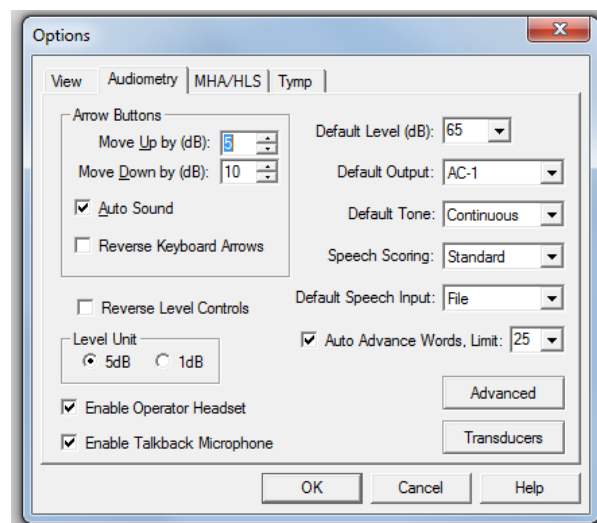 Options
View Audiometry MHA/HLS Tymp
Arrow Buttons
Move Up by (dB): 5
Move Down by (dB): 10
Auto Sound
Reverse Keyboard Arrows
Reverse Level Controls
Level Unit
5dB 1dB
Enable Operator Headset
Enable Talkback Microphone
Default Level (dB): 65
Default Output: AC-1
Default Tone: Continuous
Speech Scoring: Standard
Default Speech Input: File
Auto Advance Words, Limit: 25
Advanced
Transducers
OK Cancel Help